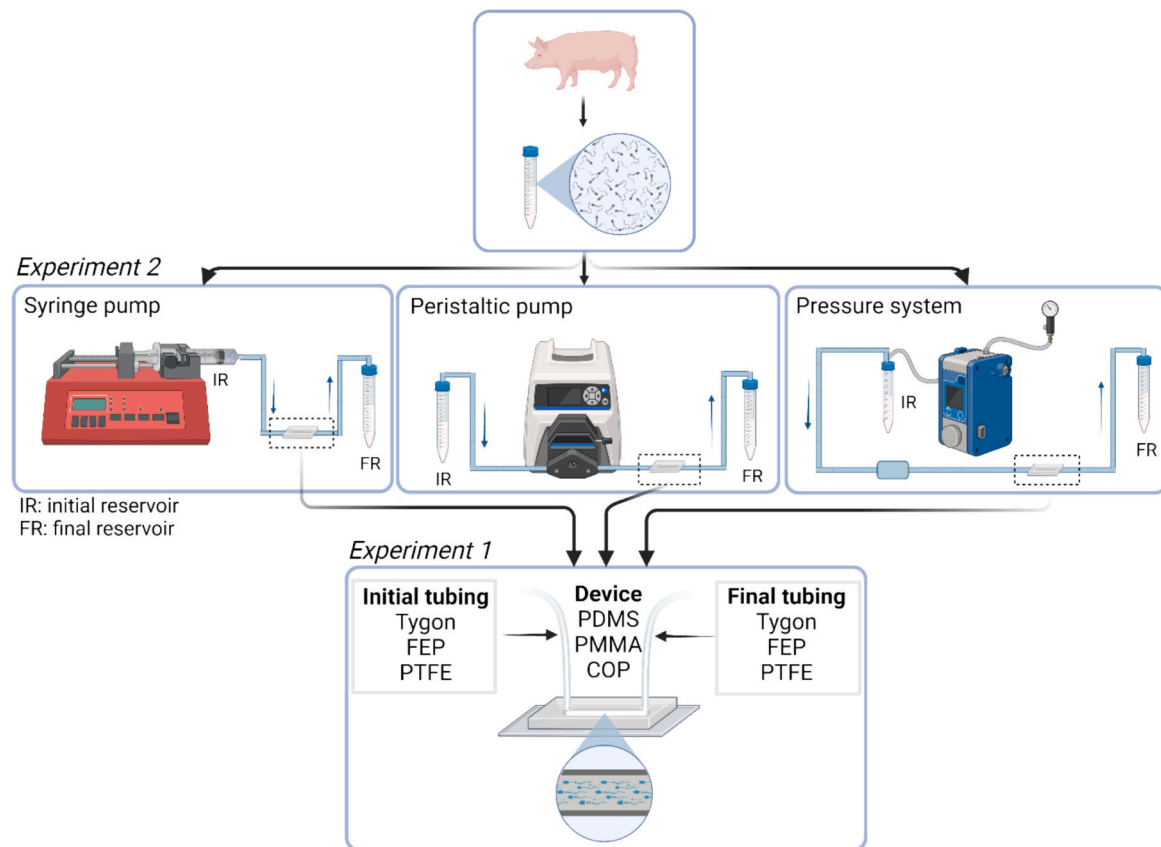 Experiment 2
Syringe pump
IR
FR
Peristaltic pump
IR
FR
Pressure system
IR
FR
IR: initial reservoir
FR: final reservoir
Experiment 1
Initial tubing
Tygon
FEP
PTFE
Device
PDMS
PMMA
COP
Final tubing
Tygon
FEP
PTFE